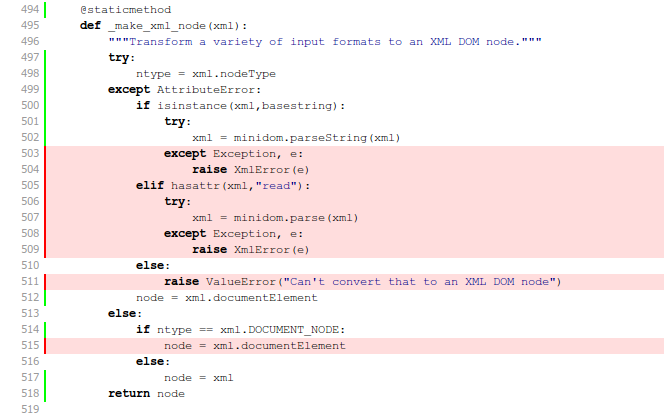 494 @staticmethod
495 def _make_xml_node(xml):
496 """Transform a variety of input formats to an XML DOM node."""
497 try:
498 ntype = xml.nodeType
499 except AttributeError:
500 if isinstance(xml,basestring):
501 try:
502 xml = minidom.parseString(xml)
503 except Exception, e:
504 raise XmlError(e)
505 elif hasattr(xml,"read"):
506 try:
507 xml = minidom.parse(xml)
508 except Exception, e:
509 raise XmlError(e)
510 else:
511 raise ValueError("Can't convert that to an XML DOM node")
512 node = xml.documentElement
513 else:
514 if ntype == xml.DOCUMENT_NODE:
515 node = xml.documentElement
516 else:
517 node = xml
518 return node
519